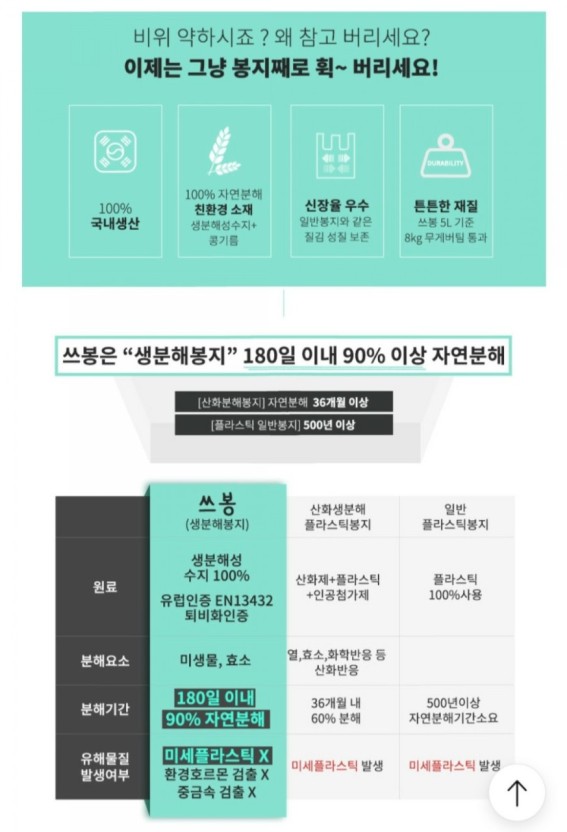 비위 약하시죠 ? 왜 참고 버리세요?
이제는 그냥 봉지째로 휙~ 버리세요!
100%
국내생산
100% 자연분해
친환경 소재
생분해성수지+
콩기름
신장율 우수
일반봉지와 같은
질김 성질 보존
DURABILITY
튼튼한 재질
쓰봉 5L 기준
8kg 무게버팀 통과
쓰봉은 “생분해봉지” 180일 이내 90% 이상 자연분해
[산화분해봉지] 자연분해 36개월 이상
[플라스틱 일반봉지] 500년 이상
쓰봉
(생분해봉지)
산화생분해
플라스틱봉지
일반
플라스틱봉지
원료
생분해성
수지 100%
유럽인증 EN13432
퇴비화인증
산화제+플라스틱
+인공첨가제
플라스틱
100%사용
분해요소
미생물, 효소
열,효소,화학반응 등
산화반응
분해기간
180일 이내
90% 자연분해
36개월 내
60% 분해
500년이상
자연분해기간소요
유해물질
발생여부
미세플라스틱 X
환경호르몬 검출 X
중금속 검출 X
미세플라스틱 발생
미세플라스틱 발생